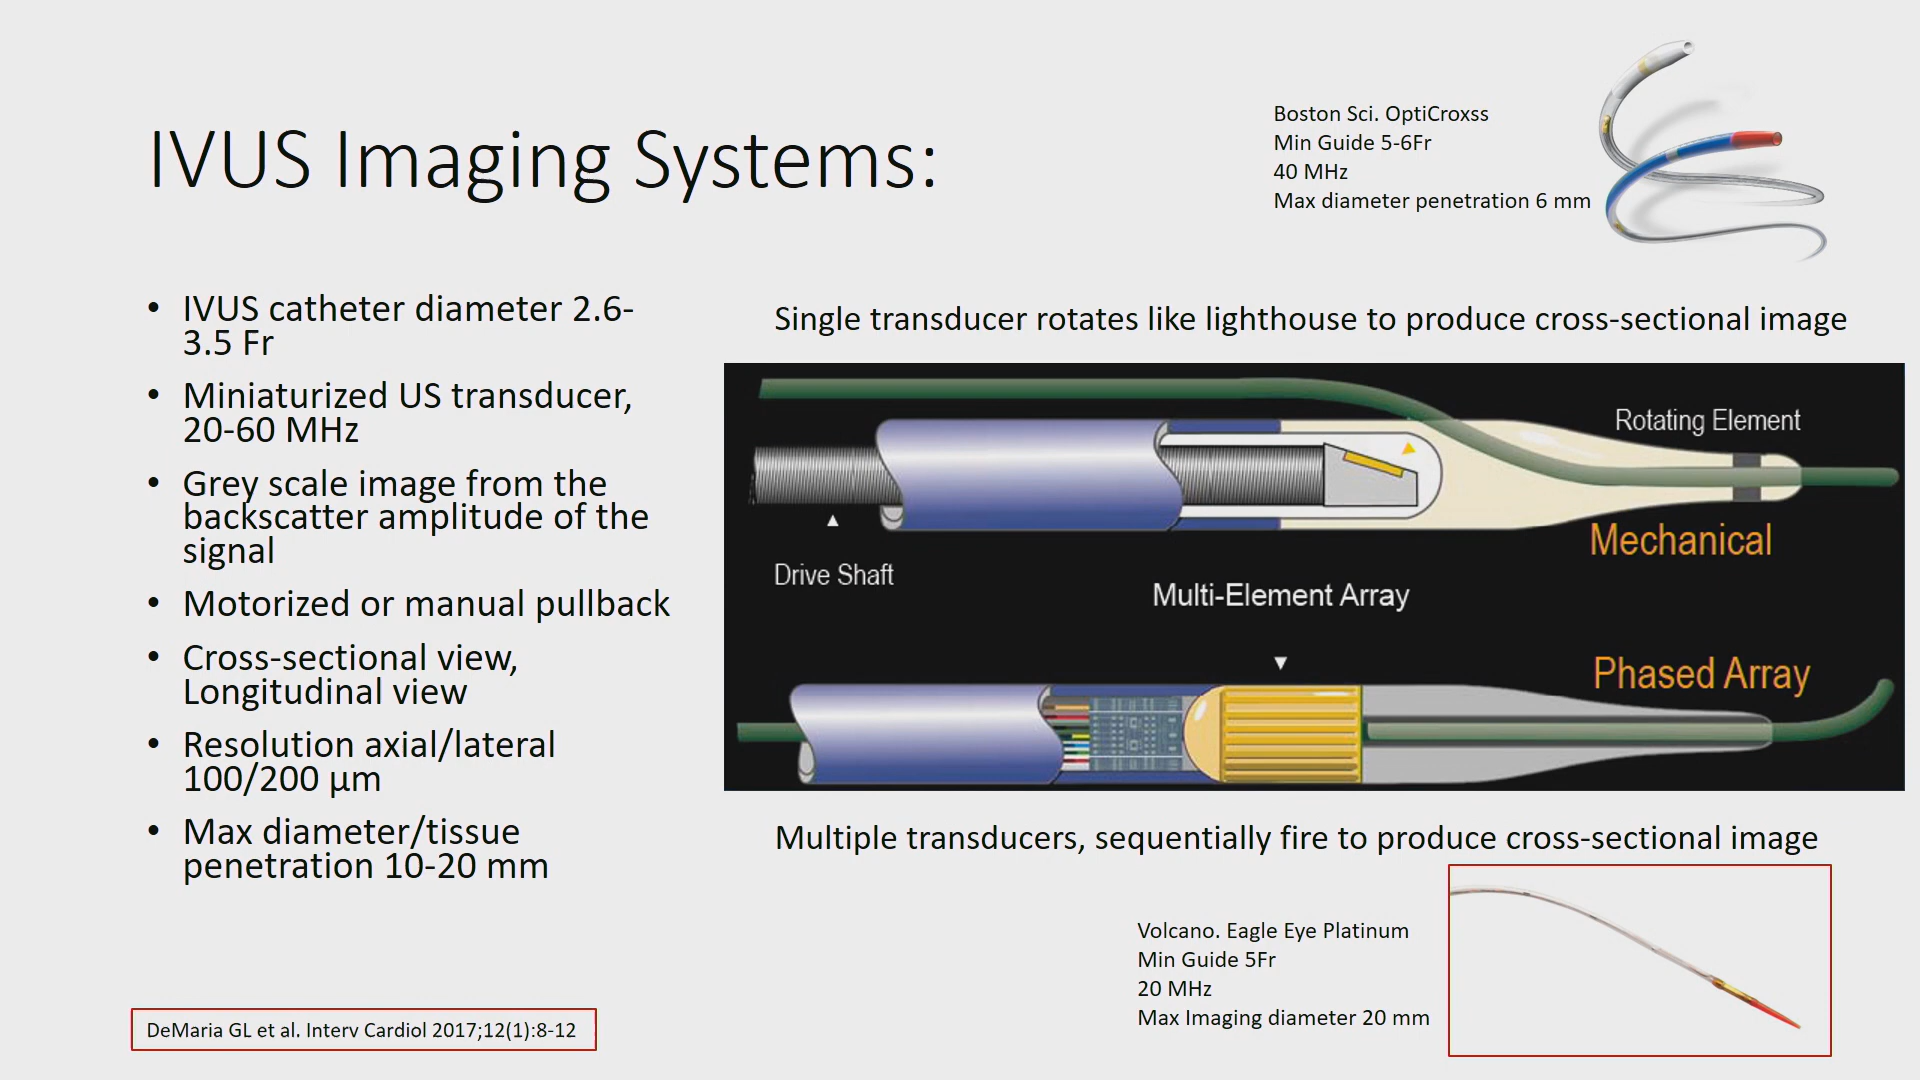 IVUS Imaging Systems:
Boston Sci. OptiCroxss
Min Guide 5-6Fr
40 MHz
Max diameter penetration 6 mm
• IVUS catheter diameter 2.6-
3.5 Fr
• Miniaturized US transducer,
20-60 MHz
• Grey scale image from the
backscatter amplitude of the
signal
• Motorized or manual pullback
• Cross-sectional view,
Longitudinal view
• Resolution axial/lateral
100/200 µm
• Max diameter/tissue
penetration 10-20 mm
Single transducer rotates like lighthouse to produce cross-sectional image
Rotating Element
Mechanical
Drive Shaft
Multi-Element Array
Phased Array
Multiple transducers, sequentially fire to produce cross-sectional image
Volcano. Eagle Eye Platinum
Min Guide 5Fr
20 MHz
Max Imaging diameter 20 mm
DeMaria GL et al. Interv Cardiol 2017;12(1):8-12